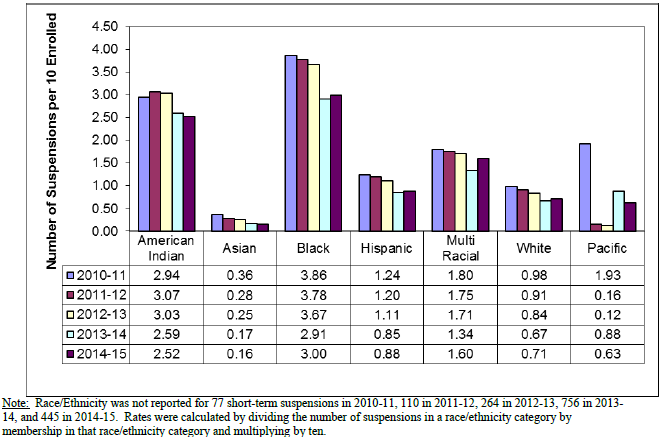 Number of Suspensions per 10 Enrolled
4.50
4.00
3.50
3.00
2.50
2.00
1.50
1.00
0.50
0.00
American Indian Asian Black Hispanic Multi Racial White Pacific
2010-11 2.94 0.36 3.86 1.24 1.80 0.98 1.93
2011-12 3.07 0.28 3.78 1.20 1.75 0.91 0.16
2012-13 3.03 0.25 3.67 1.11 1.71 0.84 0.12
2013-14 2.59 0.17 2.91 0.85 1.34 0.67 0.88
2014-15 2.52 0.16 3.00 0.88 1.60 0.71 0.63
Note: Race/Ethnicity was not reported for 77 short-term suspensions in 2010-11, 110 in 2011-12, 264 in 2012-13, 756 in 2013-
14, and 445 in 2014-15. Rates were calculated by dividing the number of suspensions in a race/ethnicity category by
membership in that race/ethnicity category and multiplying by ten.